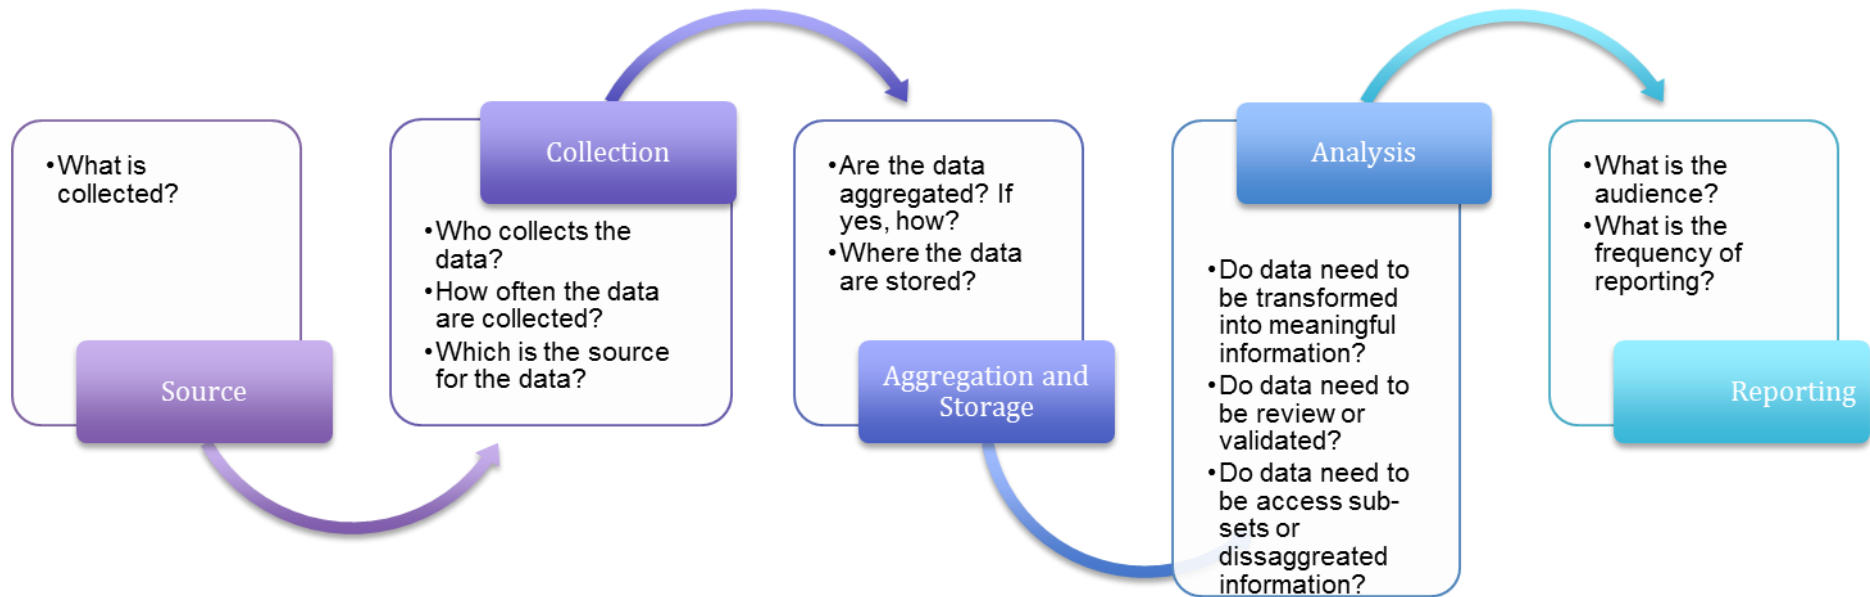 •What is
collected?
Source
Collection
•Who collects the
data?
•How often the data
are collected?
•Which is the source
for the data?
•Are the data
aggregated? If
yes, how?
•Where the data
are stored?
Aggregation and
Storage
Analysis
•Do data need to
be transformed
into meaningful
information?
•Do data need to
be review or
validated?
•Do data need to
be access sub-
sets or
dissaggreated
information?
•What is the
audience?
•What is the
frequency of
reporting?
Reporting